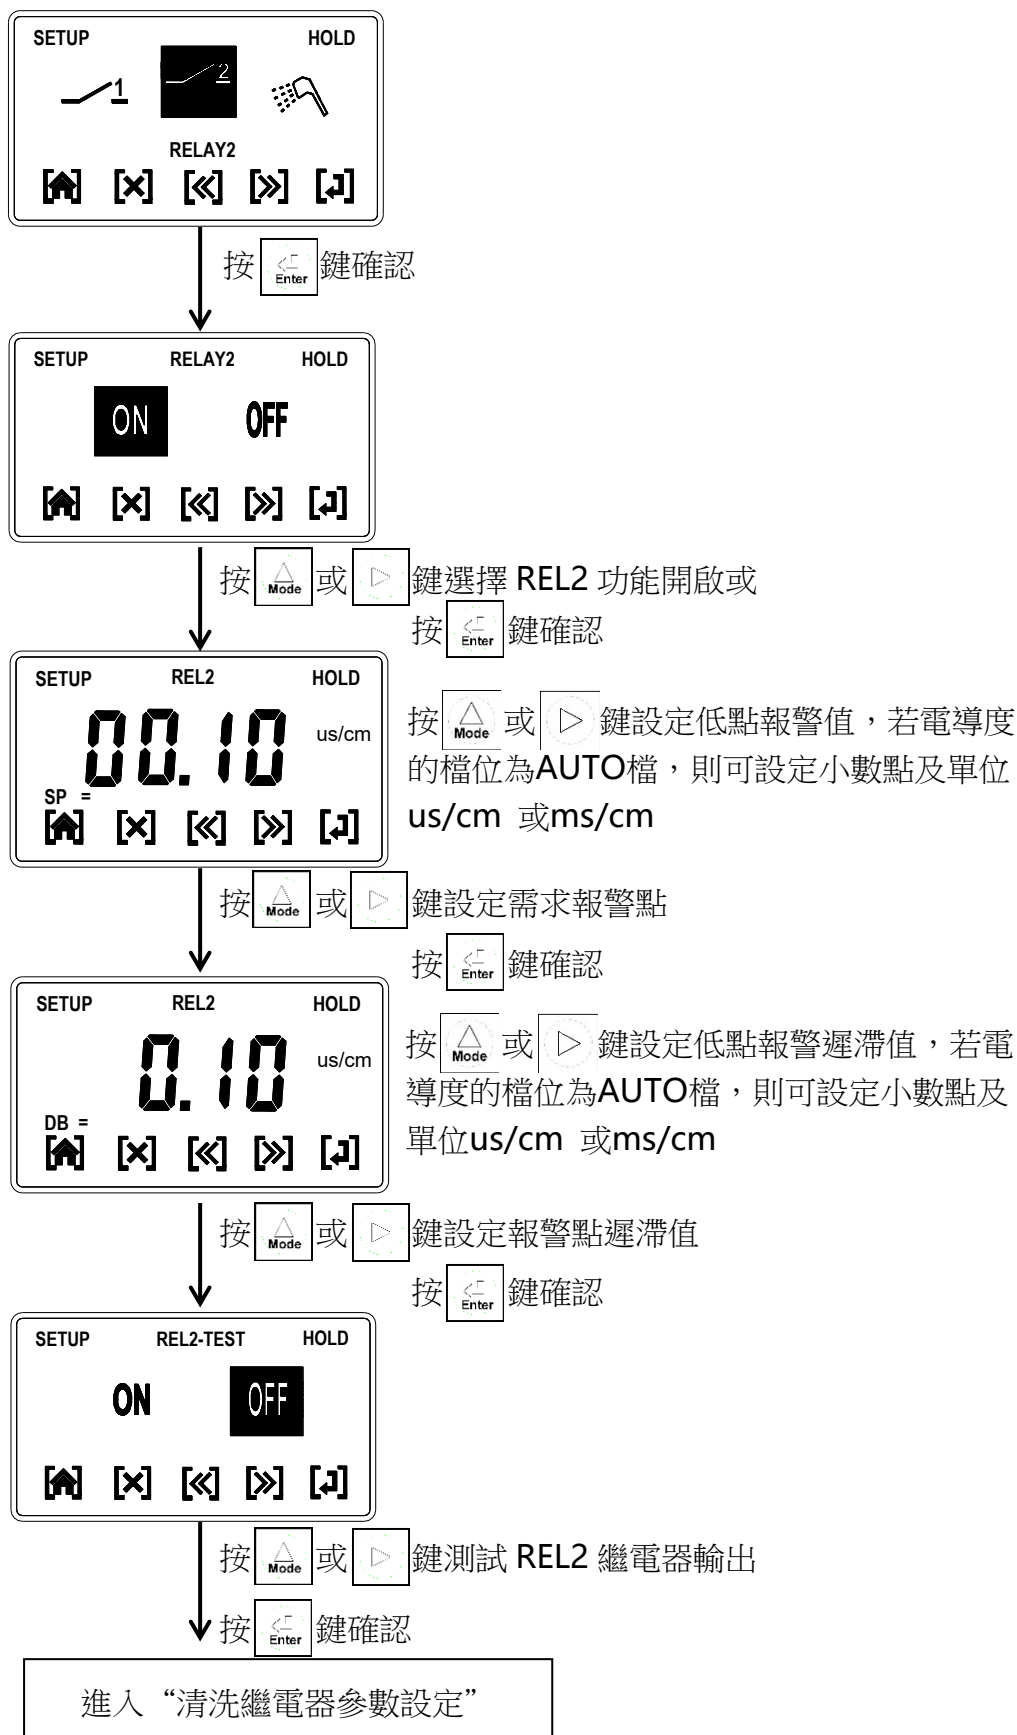 SETUP HOLD
1 2
RELAY2
按 Enter 鍵確認
SETUP RELAY2 HOLD
ON OFF
按 Mode 或 鍵選擇 REL2 功能開啟或
按 Enter 鍵確認
SETUP REL2 HOLD
00.10 us/cm
SP =
按 Mode 或 鍵設定低點報警值，若電導度
的檔位為AUTO檔，則可設定小數點及單位
us/cm 或ms/cm
按 Mode 或 鍵設定需求報警點
按 Enter 鍵確認
SETUP REL2 HOLD
0.10 us/cm
DB =
按 Mode 或 鍵設定低點報警遲滯值，若電
導度的檔位為AUTO檔，則可設定小數點及
單位us/cm 或ms/cm
按 Mode 或 鍵設定報警點遲滯值
按 Enter 鍵確認
SETUP REL2-TEST HOLD
ON OFF
按 Mode 或 鍵測試 REL2 繼電器輸出
按 Enter 鍵確認
進入“清洗繼電器參數設定”